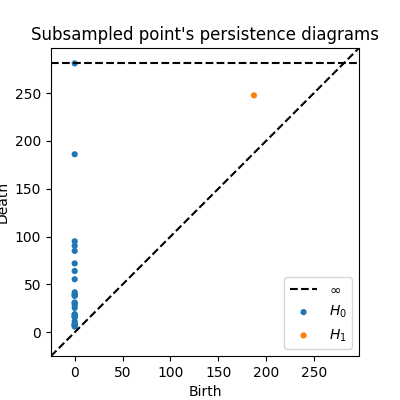 Subsampled point's persistence diagrams
250
200
150
100
50
0
Death
0 50 100 150 200 250
Birth
∞
H₀
H₁